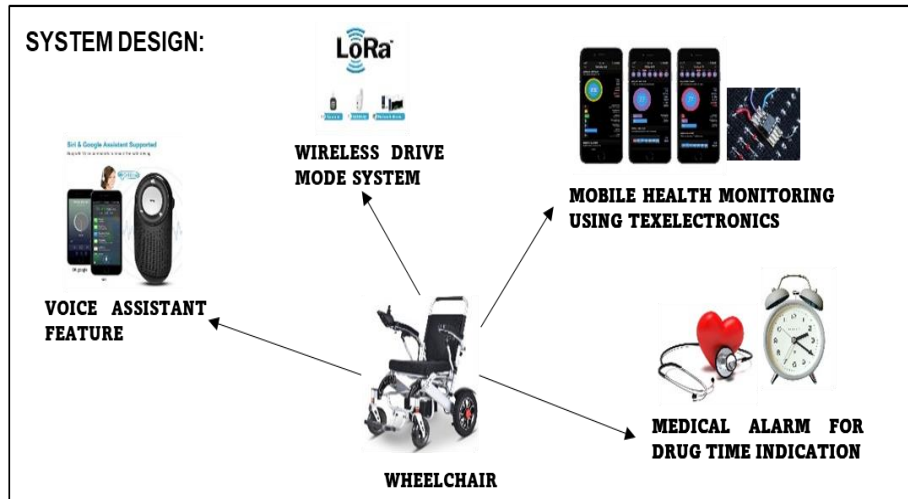 SYSTEM DESIGN:
LoRa
Siri & Google Assistant Supported
WIRELESS DRIVE
MODE SYSTEM
MOBILE HEALTH MONITORING
USING TEXELECTRONICS
VOICE ASSISTANT
FEATURE
MEDICAL ALARM FOR
DRUG TIME INDICATION
WHEELCHAIR